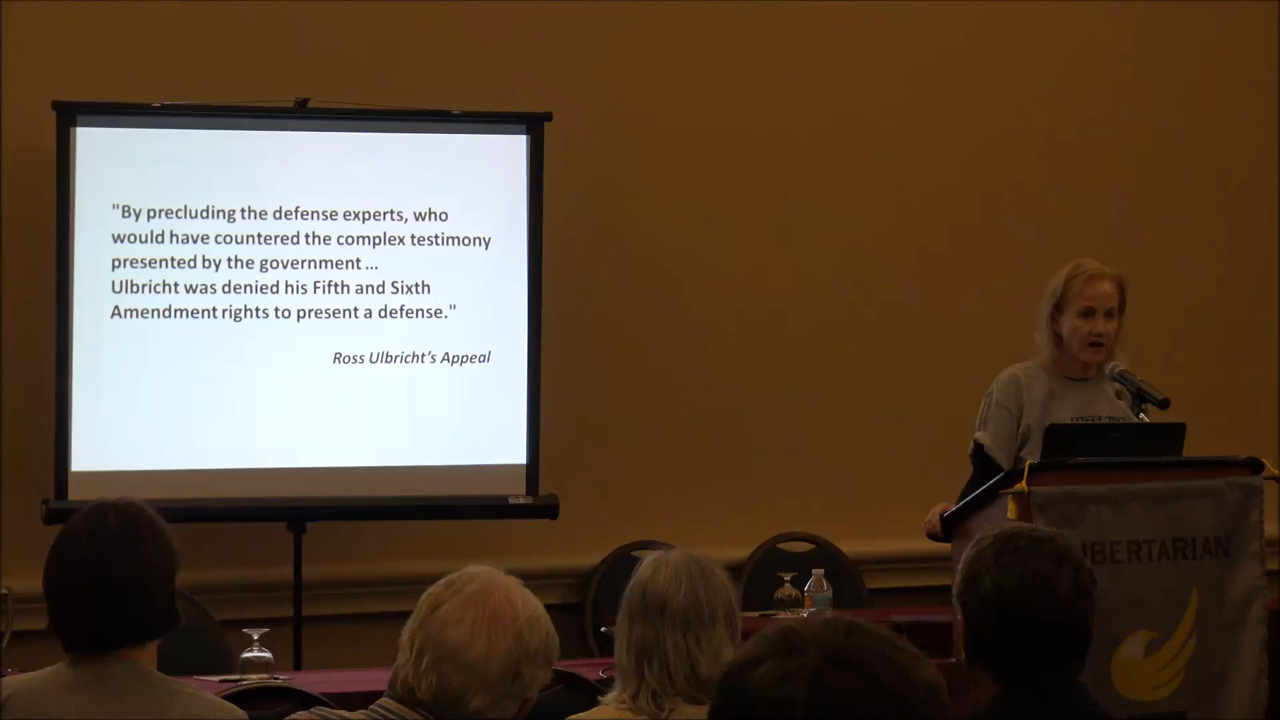 "By precluding the defense experts, who
would have countered the complex testimony
presented by the government ...
Ulbricht was denied his Fifth and Sixth
Amendment rights to present a defense."
Ross Ulbricht's Appeal
IBERTARIAN